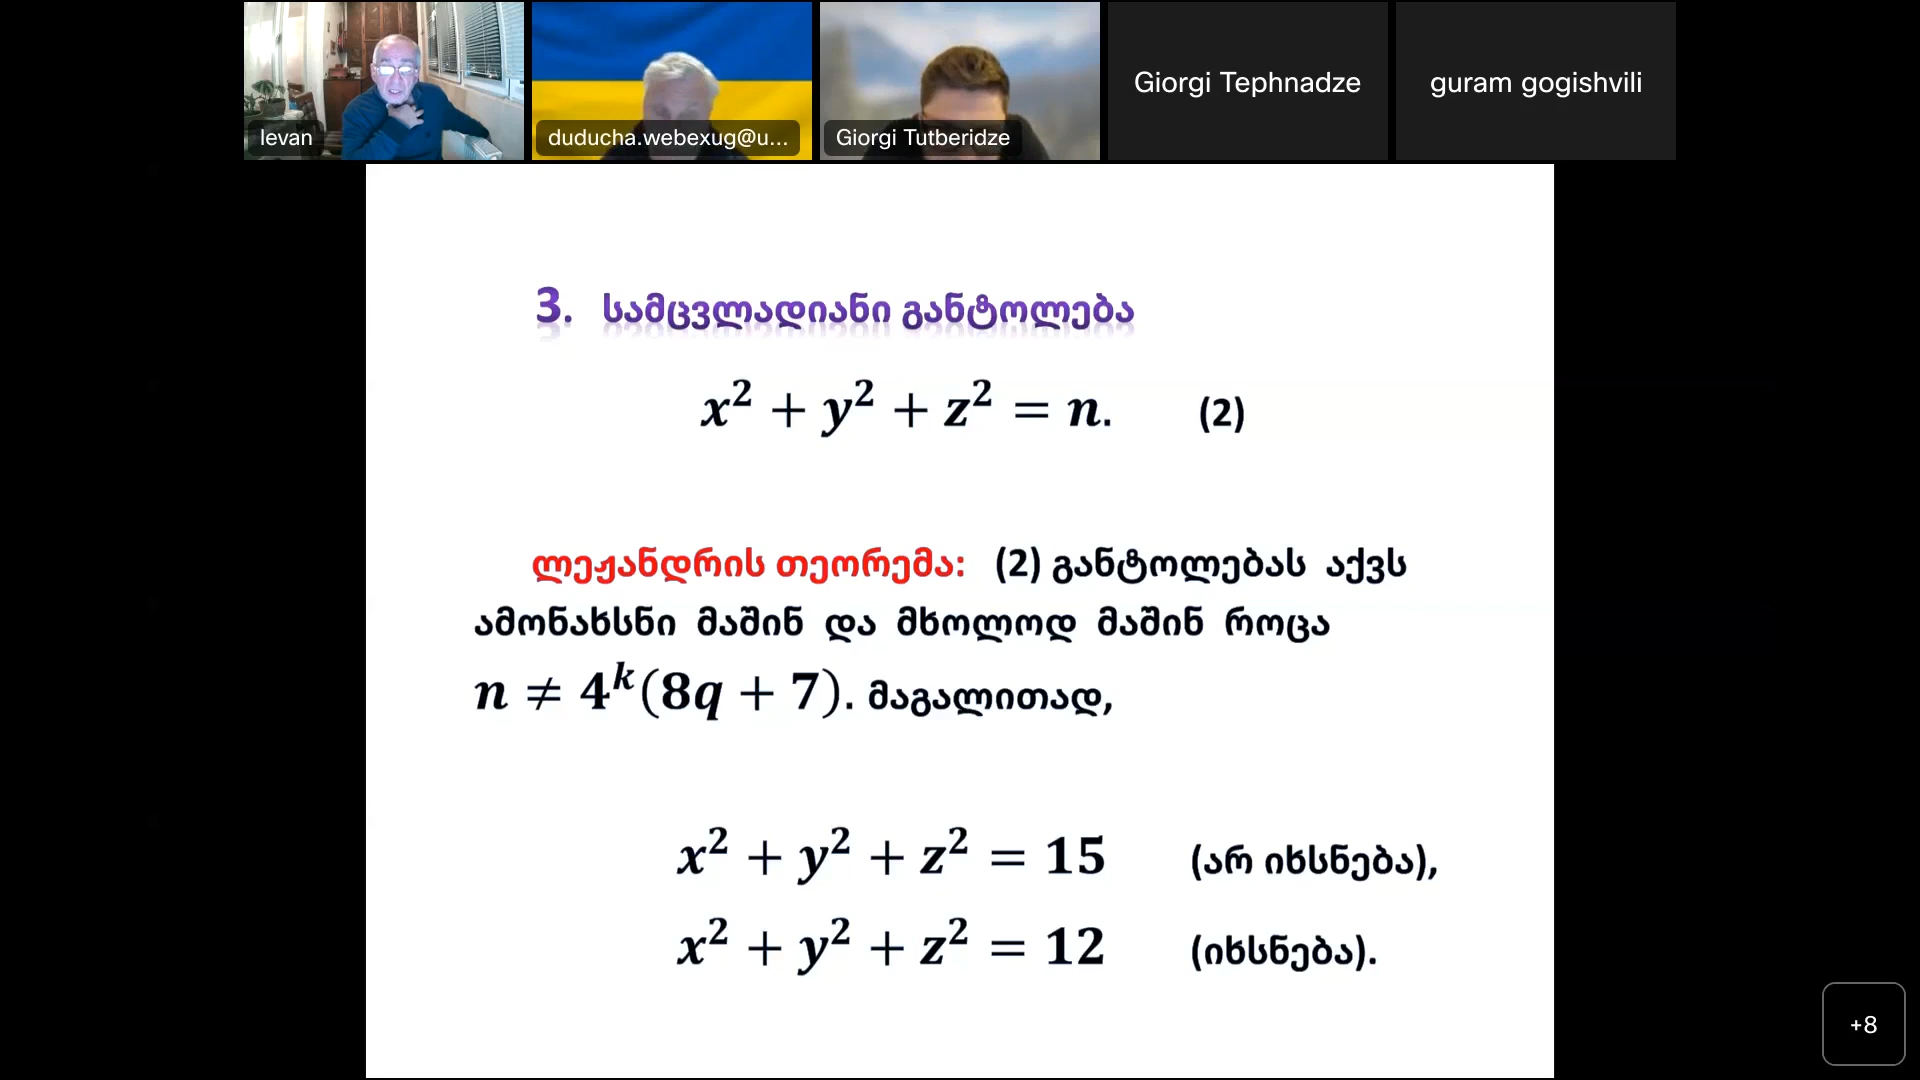 levan
duducha.webexug@u...
Giorgi Tutberidze
Giorgi Tephnadze
guram gogishvili
3. სამცვლადიანი განტოლება
x² + y² + z² = n. (2)
ლეჟანდრის თეორემა: (2) განტოლებას აქვს
ამონახსნი მაშინ და მხოლოდ მაშინ როცა
n ≠ 4ᵏ(8q + 7). მაგალითად,
x² + y² + z² = 15 (არ იხსნება),
x² + y² + z² = 12 (იხსნება).
+8